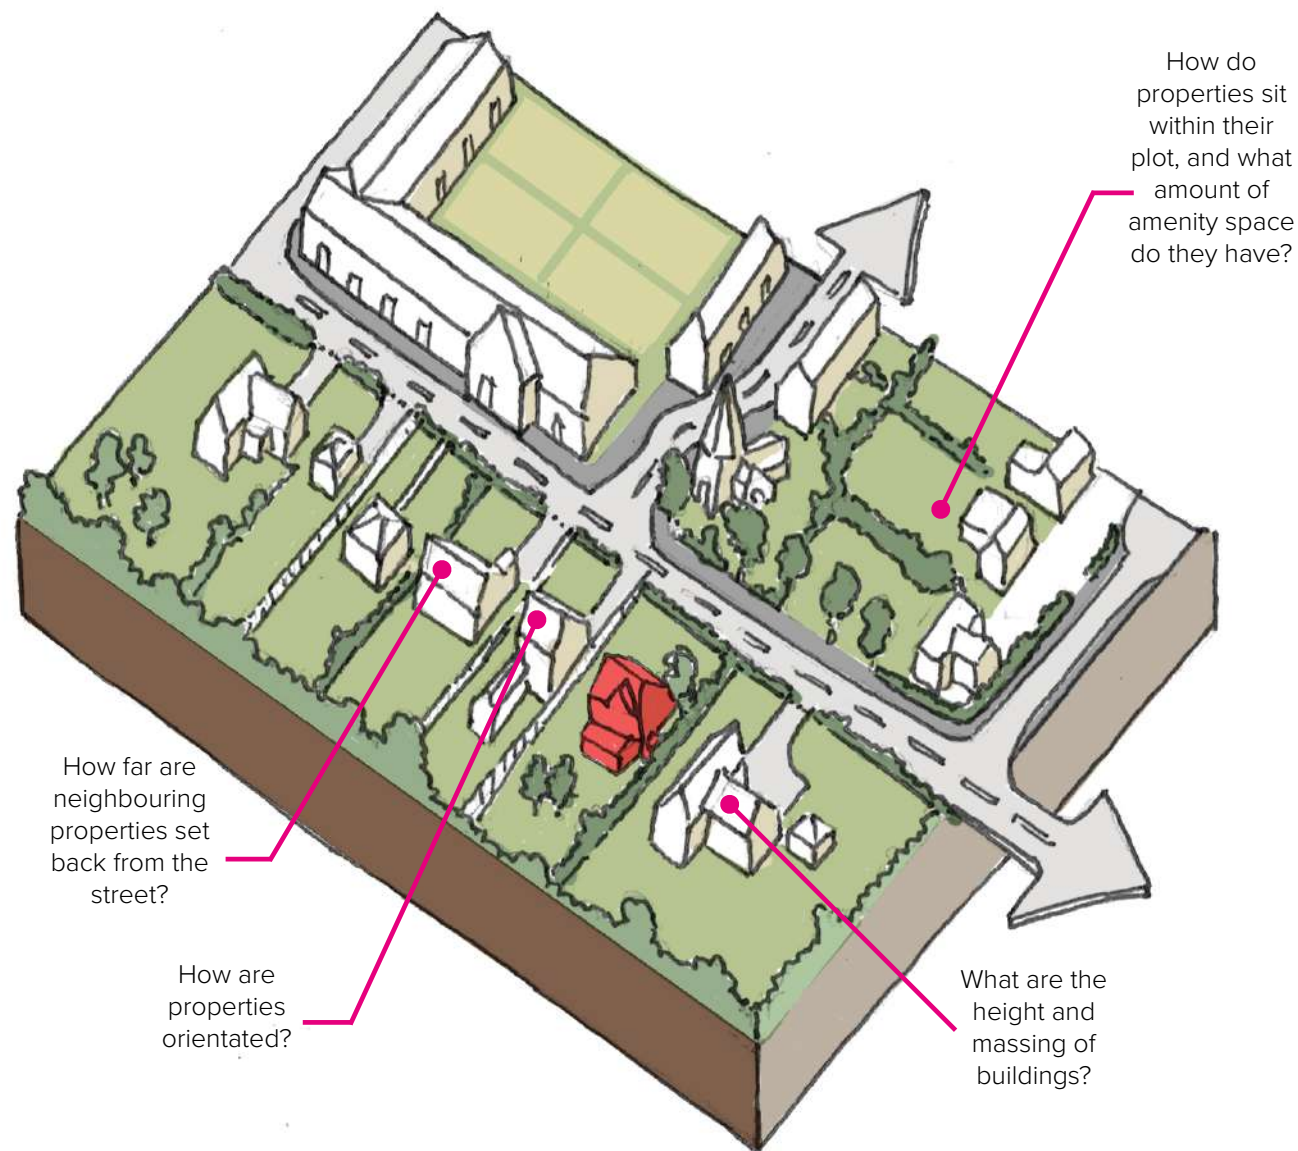 How do
properties sit
within their
plot, and what
amount of
amenity space
do they have?
How far are
neighbouring
properties set
back from the
street?
How are
properties
orientated?
What are the
height and
massing of
buildings?